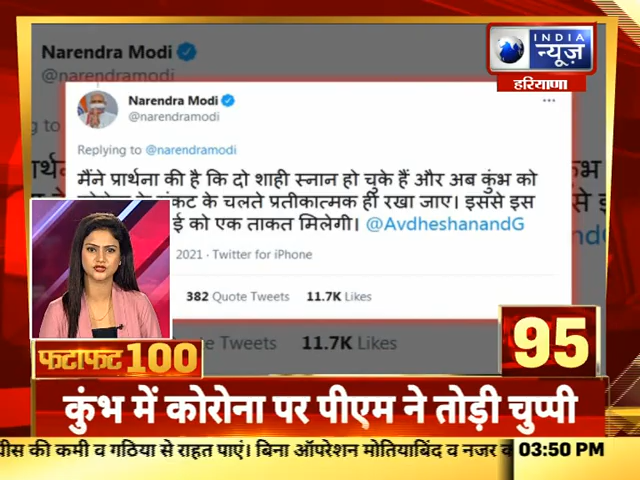 Narendra Modi
@narendramodi
INDIA
न्यूज़
हरियाणा
Narendra Modi
@narendramodi
Replying to @narendramodi
मैंने प्रार्थना की है कि दो शाही स्नान हो चुके हैं और अब कुंभ को
के चलते प्रतीकात्मक ही रखा जाए। इससे इस
को एक ताकत मिलेगी। @AvdheshanandG
2021 · Twitter for iPhone
382 Quote Tweets 11.7K Likes
Tweets 11.7K Likes
फटाफट 100
95
कुंभ में कोरोना पर पीएम ने तोड़ी चुप्पी
की कमी व गठिया से राहत पाएं। बिना ऑपरेशन मोतियाबिंद व नजर
03:50 PM